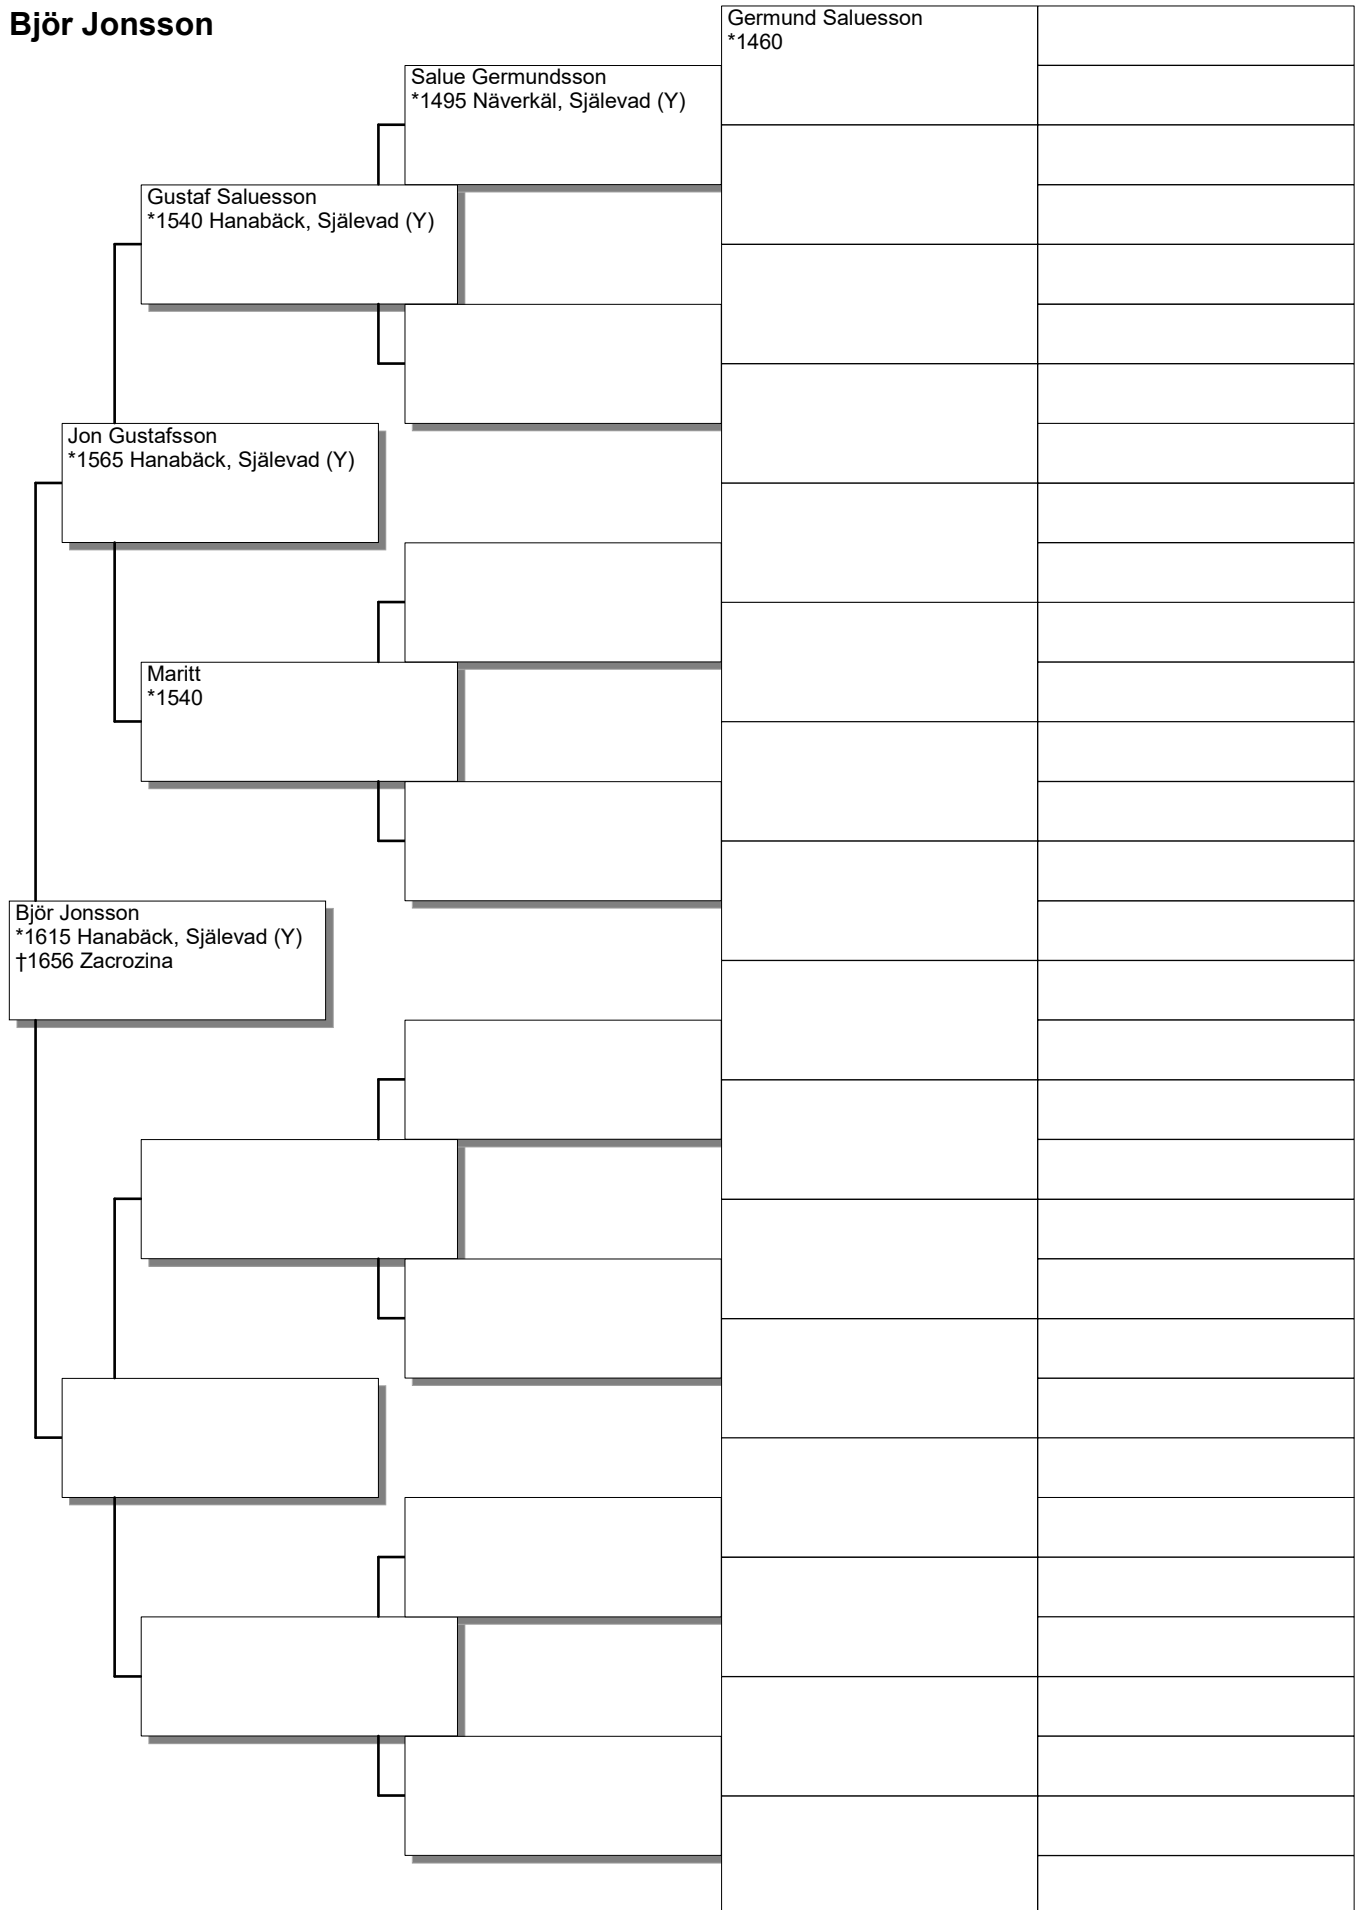 Björ Jonsson
Germund Saluesson
*1460
Salue Germundsson
*1495 Näverkäl, Själevad (Y)
Gustaf Saluesson
*1540 Hanabäck, Själevad (Y)
Jon Gustafsson
*1565 Hanabäck, Själevad (Y)
Maritt
*1540
Björ Jonsson
*1615 Hanabäck, Själevad (Y)
†1656 Zacrozina